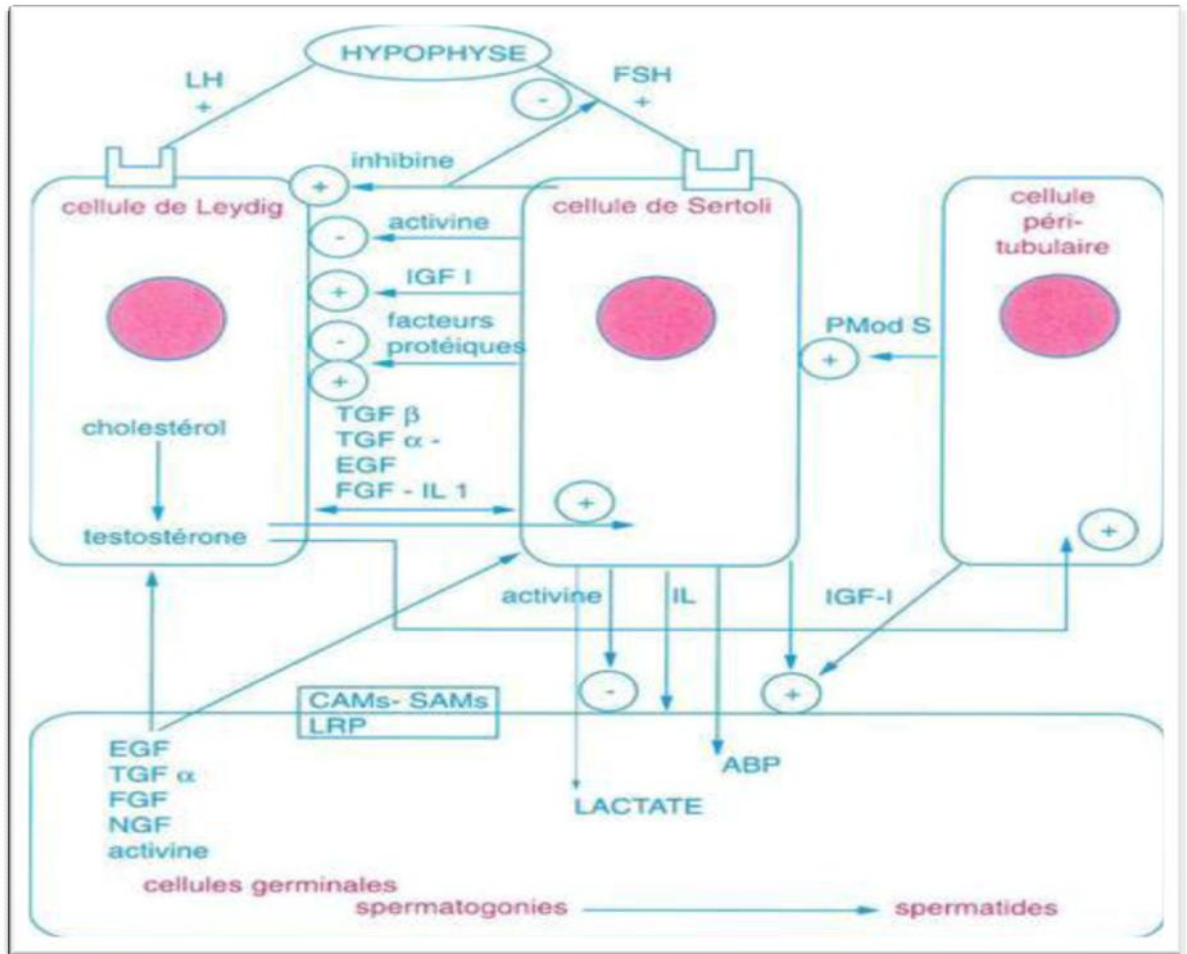 HYPOPHYSE
LH
+
FSH
+
-
inhibine
+
cellule de Leydig
cellule de Sertoli
cellule
péri-
tubulaire
activine
-
IGF I
+
facteurs
protéiques
-
+
PMod S
+
cholestérol
TGF β
TGF α -
EGF
FGF - IL 1
+
testostérone
+
activine
IL
IGF-I
-
+
CAMs- SAMs
LRP
EGF
TGF α
FGF
NGF
activine
ABP
LACTATE
cellules germinales
spermatogonies
spermatides